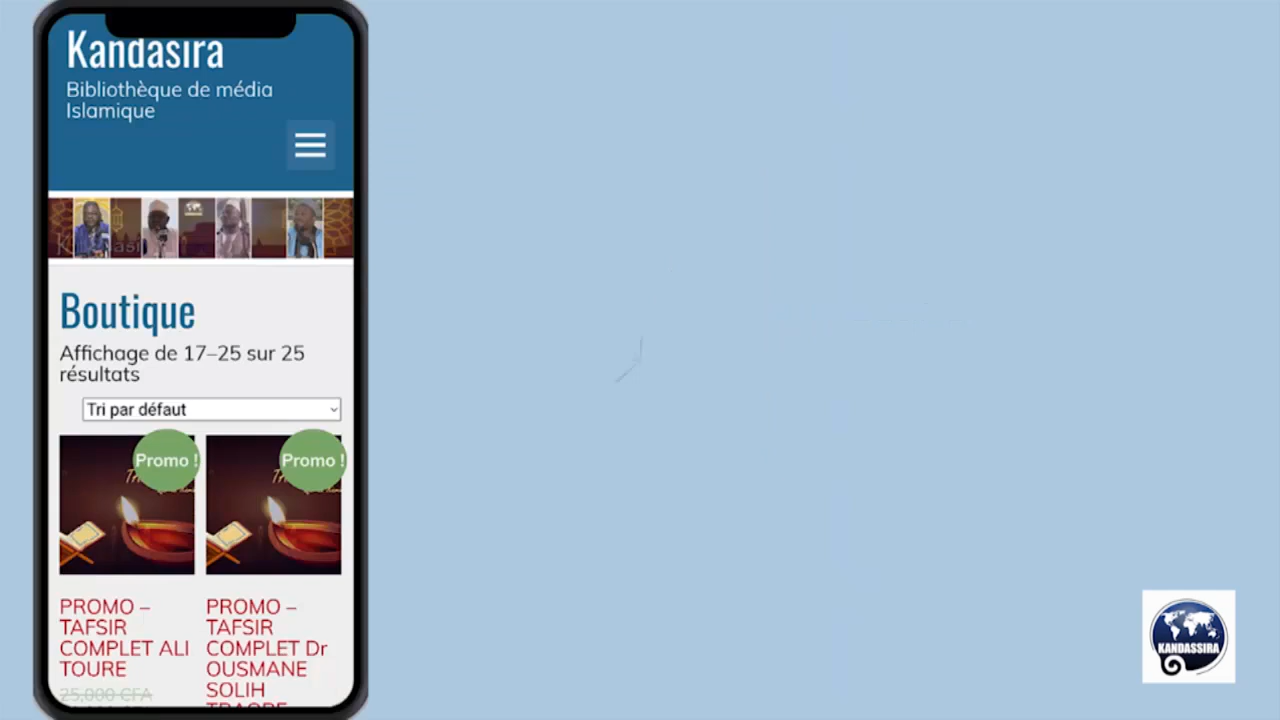 Kandasira
Bibliothèque de média
Islamique
Boutique
Affichage de 17–25 sur 25
résultats
Tri par défaut
Promo !
Promo !
PROMO –
TAFSIR
COMPLET ALI
TOURE
25,000 CFA
PROMO –
TAFSIR
COMPLET Dr
OUSMANE
SOLIH
KANDASSIRA